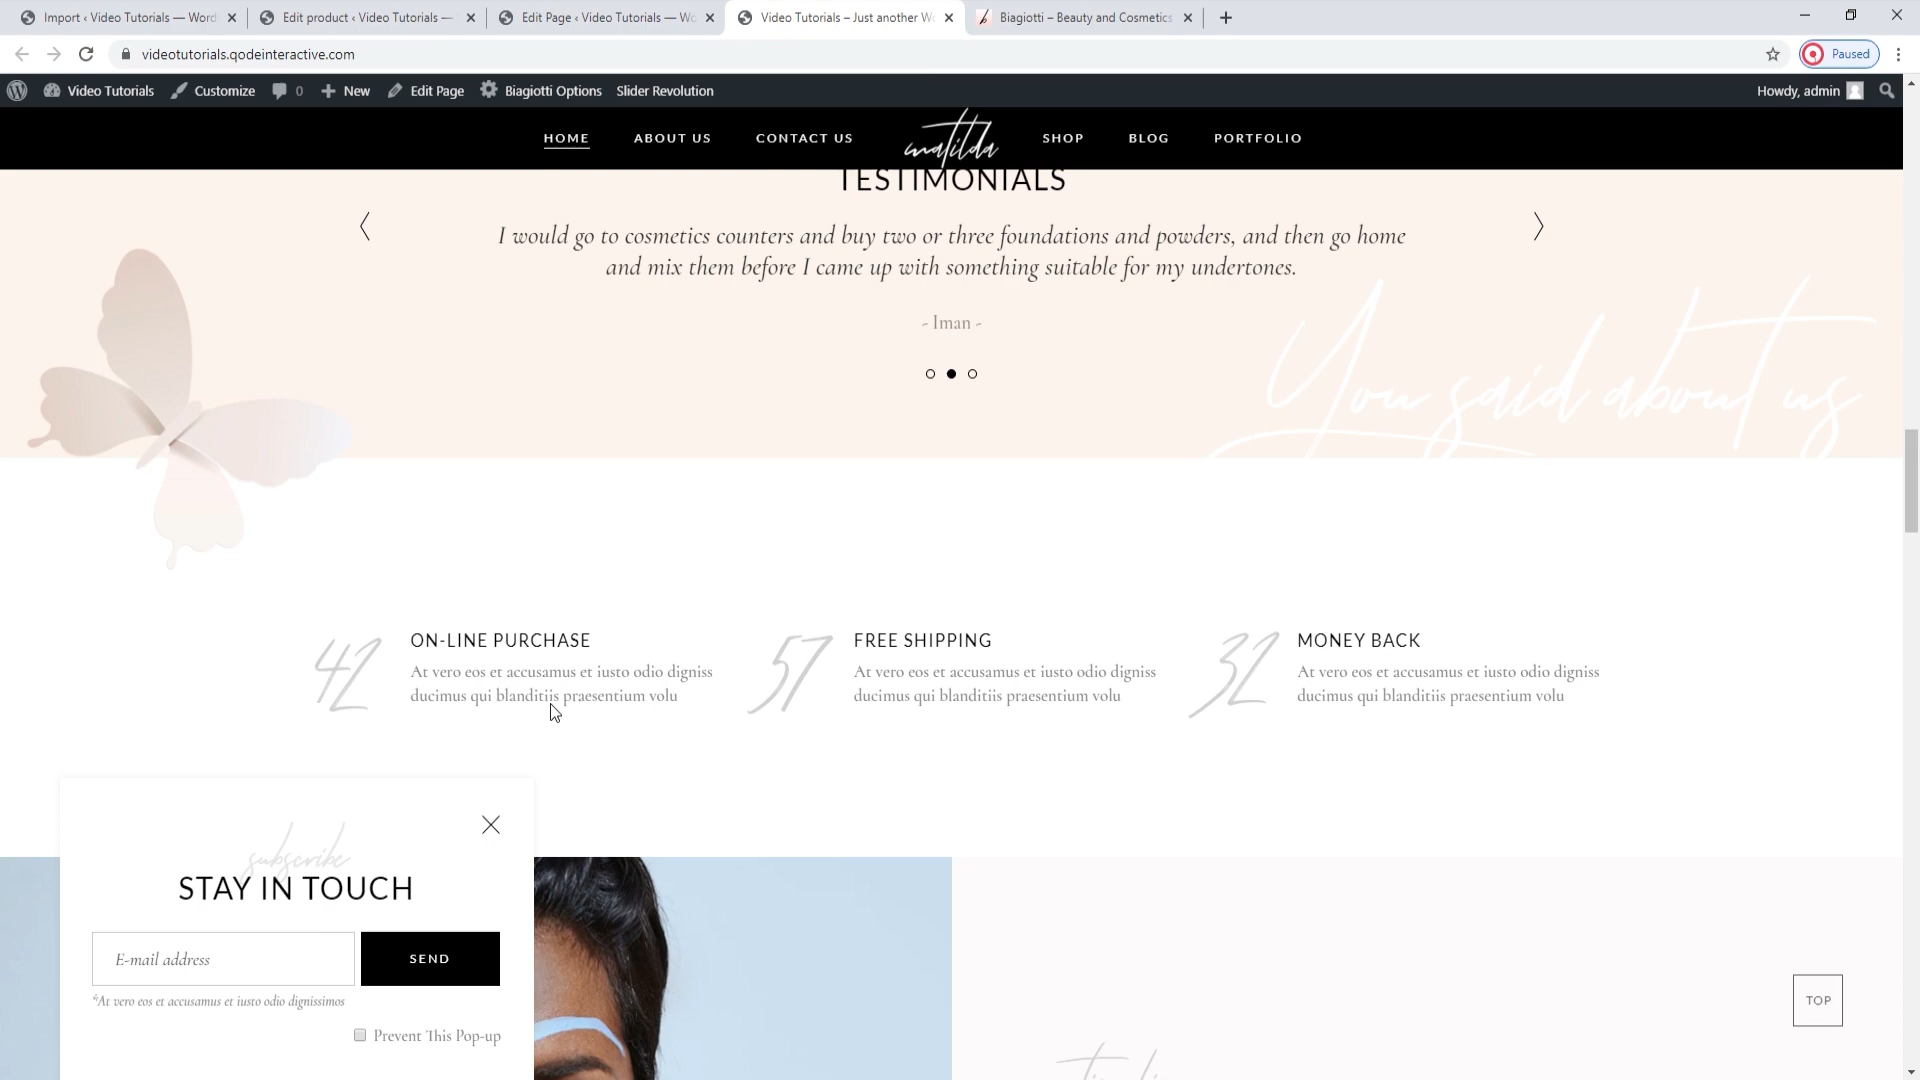 Import ‹ Video Tutorials — Word
Edit product ‹ Video Tutorials —
Edit Page ‹ Video Tutorials — Wo
Video Tutorials – Just another Wo
Biagiotti – Beauty and Cosmetics
videotutorials.qodeinteractive.com
Paused
Video Tutorials
Customize
0
New
Edit Page
Biagiotti Options
Slider Revolution
Howdy, admin
HOME
ABOUT US
CONTACT US
matilda
SHOP
BLOG
PORTFOLIO
TESTIMONIALS
I would go to cosmetics counters and buy two or three foundations and powders, and then go home
and mix them before I came up with something suitable for my undertones.
- Iman -
You said about us
42
ON-LINE PURCHASE
At vero eos et accusamus et iusto odio digniss
ducimus qui blanditiis praesentium volu
57
FREE SHIPPING
At vero eos et accusamus et iusto odio digniss
ducimus qui blanditiis praesentium volu
32
MONEY BACK
At vero eos et accusamus et iusto odio digniss
ducimus qui blanditiis praesentium volu
subscribe
STAY IN TOUCH
E-mail address
SEND
*At vero eos et accusamus et iusto odio dignissimos
Prevent This Pop-up
TOP